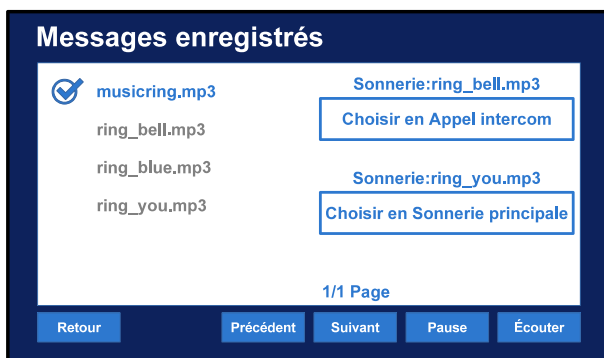 Messages enregistrés
musicring.mp3
ring_bell.mp3
ring_blue.mp3
ring_you.mp3
Sonnerie:ring_bell.mp3
Choisir en Appel intercom
Sonnerie:ring_you.mp3
Choisir en Sonnerie principale
1/1 Page
Retour
Précédent
Suivant
Pause
Écouter